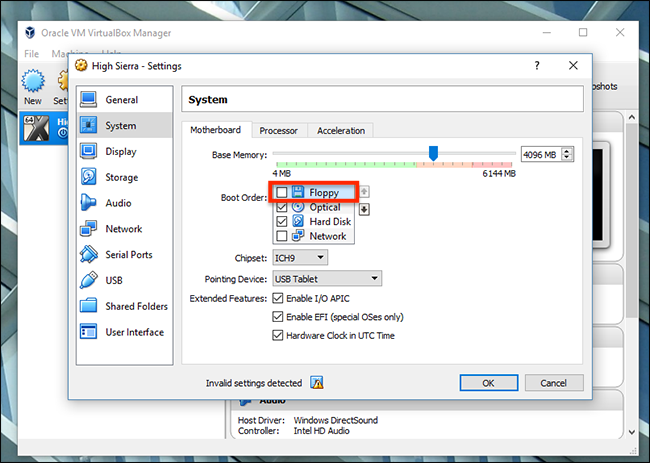 Oracle VM VirtualBox Manager
File Machine Help
New
High Sierra - Settings
?
General
System
Display
Storage
Audio
Network
Serial Ports
USB
Shared Folders
User Interface
System
Motherboard Processor Acceleration
Base Memory: 4096 MB
4 MB 6144 MB
Boot Order: Floppy
Optical
Hard Disk
Network
Chipset: ICH9
Pointing Device: USB Tablet
Extended Features: Enable I/O APIC
Enable EFI (special OSes only)
Hardware Clock in UTC Time
Invalid settings detected
OK Cancel
Audio
Host Driver: Windows DirectSound
Controller: Intel HD Audio